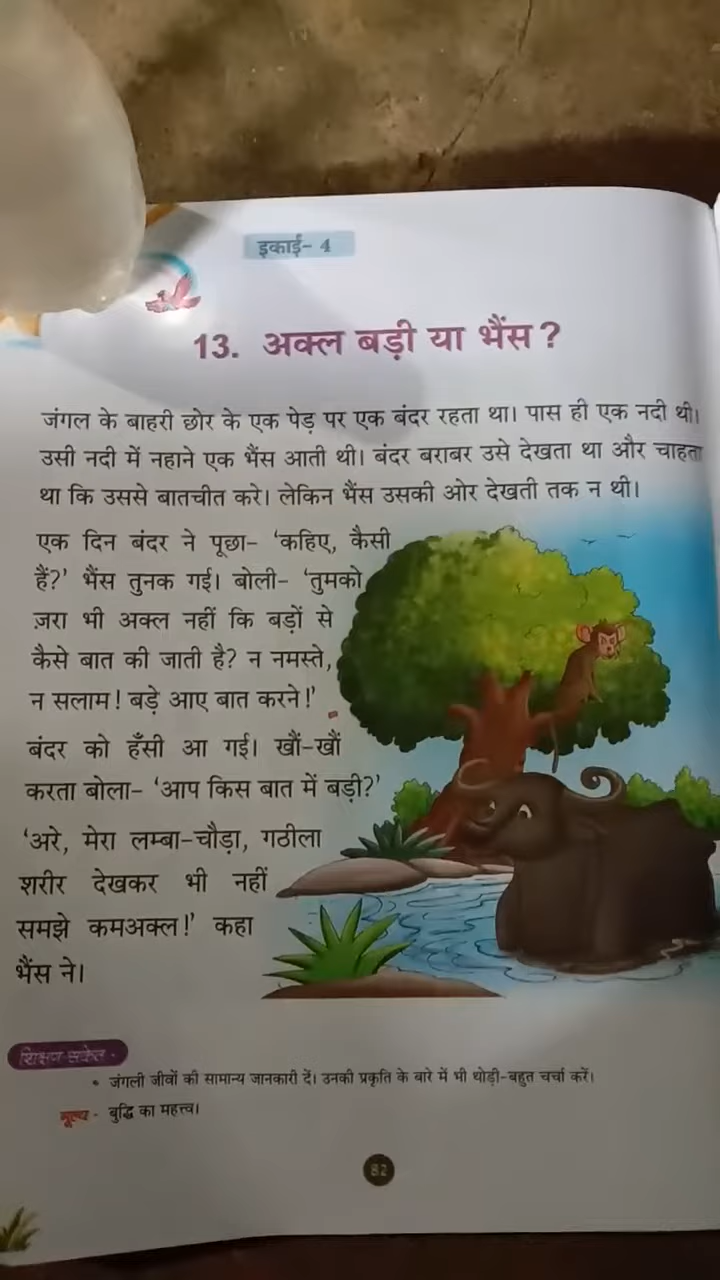 इकाई- 4
13. अक्ल बड़ी या भैंस?
जंगल के बाहरी छोर के एक पेड़ पर एक बंदर रहता था। पास ही एक नदी थी।
उसी नदी में नहाने एक भैंस आती थी। बंदर बराबर उसे देखता था और चाहता
था कि उससे बातचीत करे। लेकिन भैंस उसकी ओर देखती तक न थी।
एक दिन बंदर ने पूछा- ‘कहिए, कैसी
हैं?’ भैंस तुनक गई। बोली- ‘तुमको
ज़रा भी अक्ल नहीं कि बड़ों से
कैसे बात की जाती है? न नमस्ते,
न सलाम! बड़े आए बात करने!’
बंदर को हँसी आ गई। खौं-खौं
करता बोला- ‘आप किस बात में बड़ी?’
‘अरे, मेरा लम्बा-चौड़ा, गठीला
शरीर देखकर भी नहीं
समझे कमअक्ल!’ कहा
भैंस ने।
शिक्षण संकेत -
• जंगली जीवों की सामान्य जानकारी दें। उनकी प्रकृति के बारे में भी थोड़ी-बहुत चर्चा करें।
मूल्य - बुद्धि का महत्त्व।
82